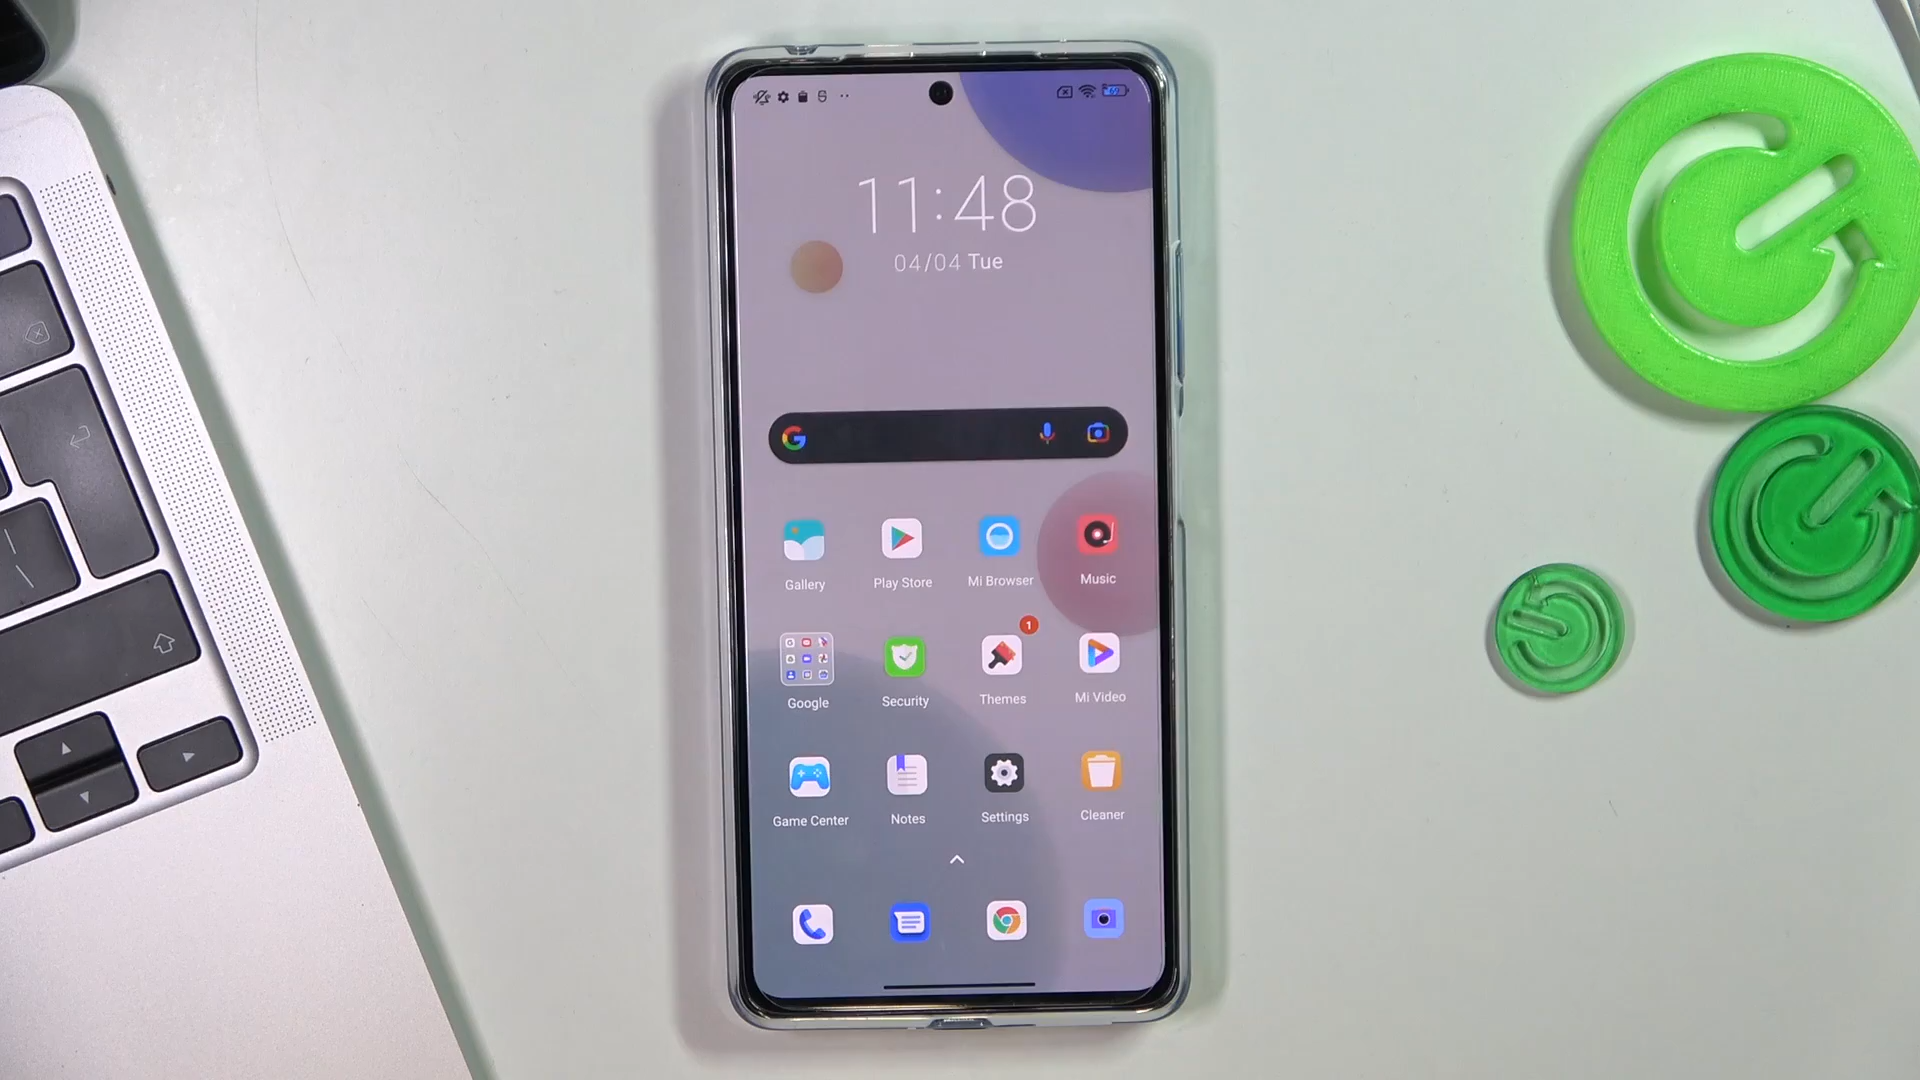 11:48
04/04 Tue
Gallery
Play Store
Mi Browser
Music
Google
Security
1
Themes
Mi Video
Game Center
Notes
Settings
Cleaner